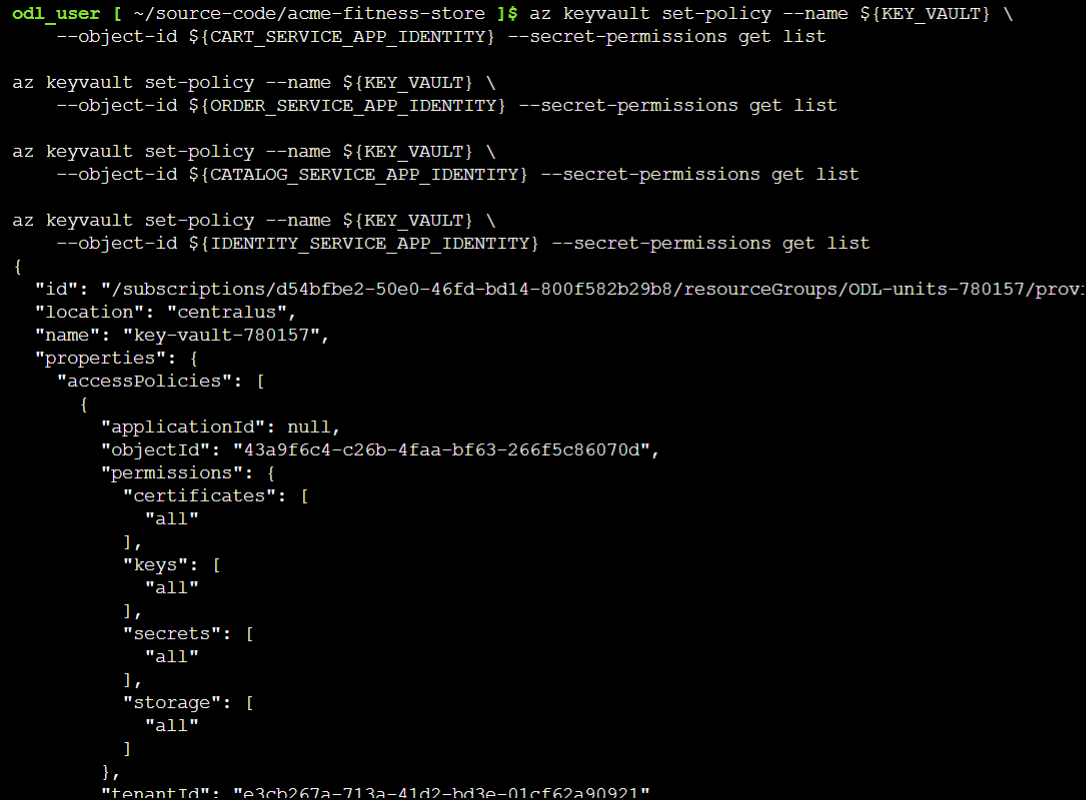 odl_user [ ~/source-code/acme-fitness-store ]$ az keyvault set-policy --name ${KEY_VAULT} \
    --object-id ${CART_SERVICE_APP_IDENTITY} --secret-permissions get list

az keyvault set-policy --name ${KEY_VAULT} \
    --object-id ${ORDER_SERVICE_APP_IDENTITY} --secret-permissions get list

az keyvault set-policy --name ${KEY_VAULT} \
    --object-id ${CATALOG_SERVICE_APP_IDENTITY} --secret-permissions get list

az keyvault set-policy --name ${KEY_VAULT} \
    --object-id ${IDENTITY_SERVICE_APP_IDENTITY} --secret-permissions get list
{
  "id": "/subscriptions/d54bfbe2-50e0-46fd-bd14-800f582b29b8/resourceGroups/ODL-units-780157/prov
  "location": "centralus",
  "name": "key-vault-780157",
  "properties": {
    "accessPolicies": [
      {
        "applicationId": null,
        "objectId": "43a9f6c4-c26b-4faa-bf63-266f5c86070d",
        "permissions": {
          "certificates": [
            "all"
          ],
          "keys": [
            "all"
          ],
          "secrets": [
            "all"
          ],
          "storage": [
            "all"
          ]
        },
        "tenantId": "e3cb267a-713a-41d2-bd3e-01cf62a90921"